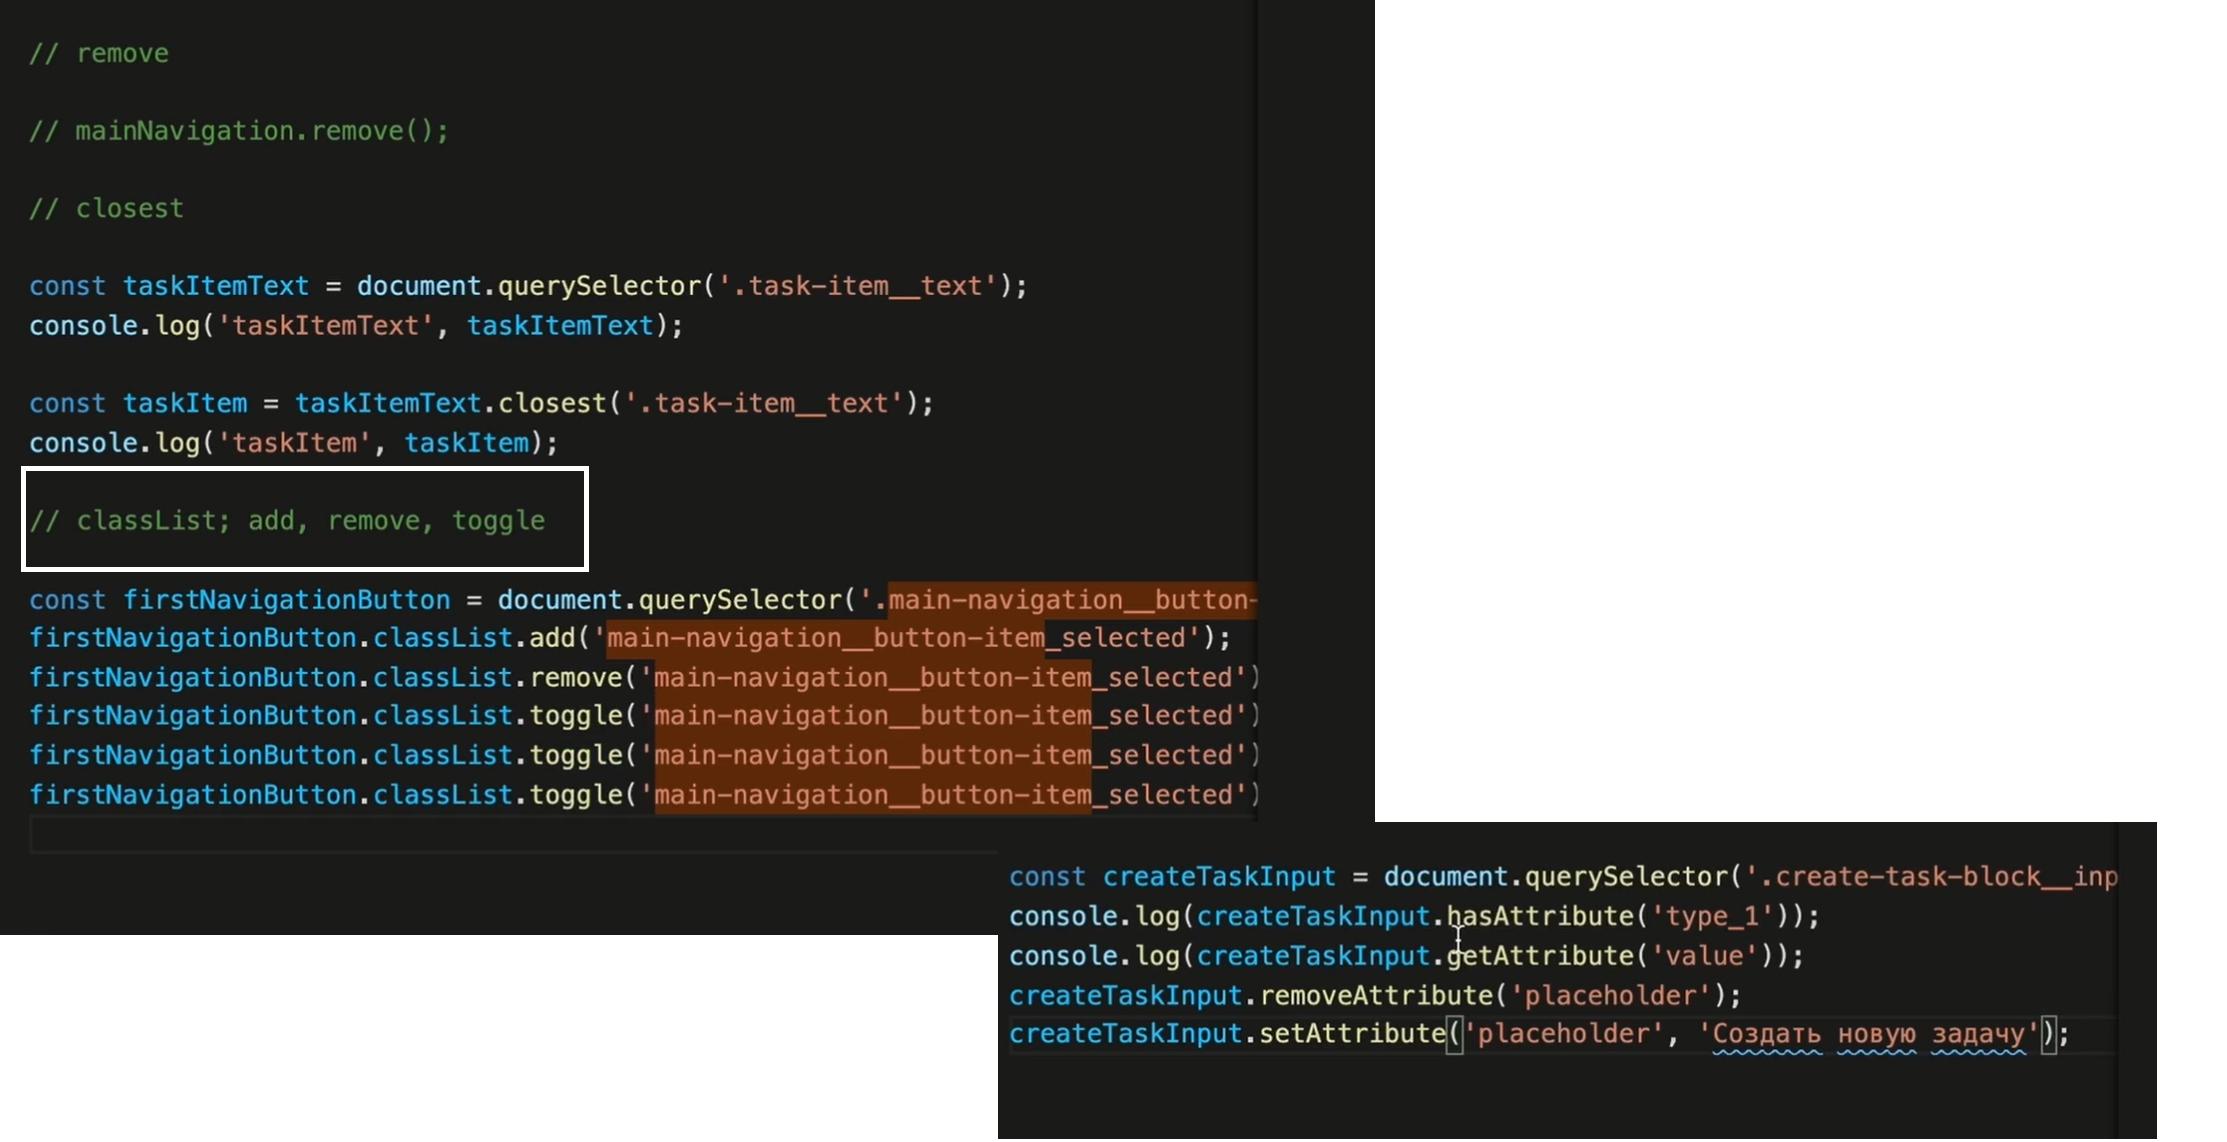 // remove
// mainNavigation.remove();
// closest
const taskItemText = document.querySelector('.task-item__text');
console.log('taskItemText', taskItemText);
const taskItem = taskItemText.closest('.task-item__text');
console.log('taskItem', taskItem);
// classList; add, remove, toggle
const firstNavigationButton = document.querySelector('.main-navigation__button-
firstNavigationButton.classList.add('main-navigation__button-item_selected');
firstNavigationButton.classList.remove('main-navigation__button-item_selected')
firstNavigationButton.classList.toggle('main-navigation__button-item_selected')
firstNavigationButton.classList.toggle('main-navigation__button-item_selected')
firstNavigationButton.classList.toggle('main-navigation__button-item_selected')
const createTaskInput = document.querySelector('.create-task-block__inp
console.log(createTaskInput.hasAttribute('type_1'));
console.log(createTaskInput.getAttribute('value'));
createTaskInput.removeAttribute('placeholder');
createTaskInput.setAttribute('placeholder', 'Создать новую задачу');